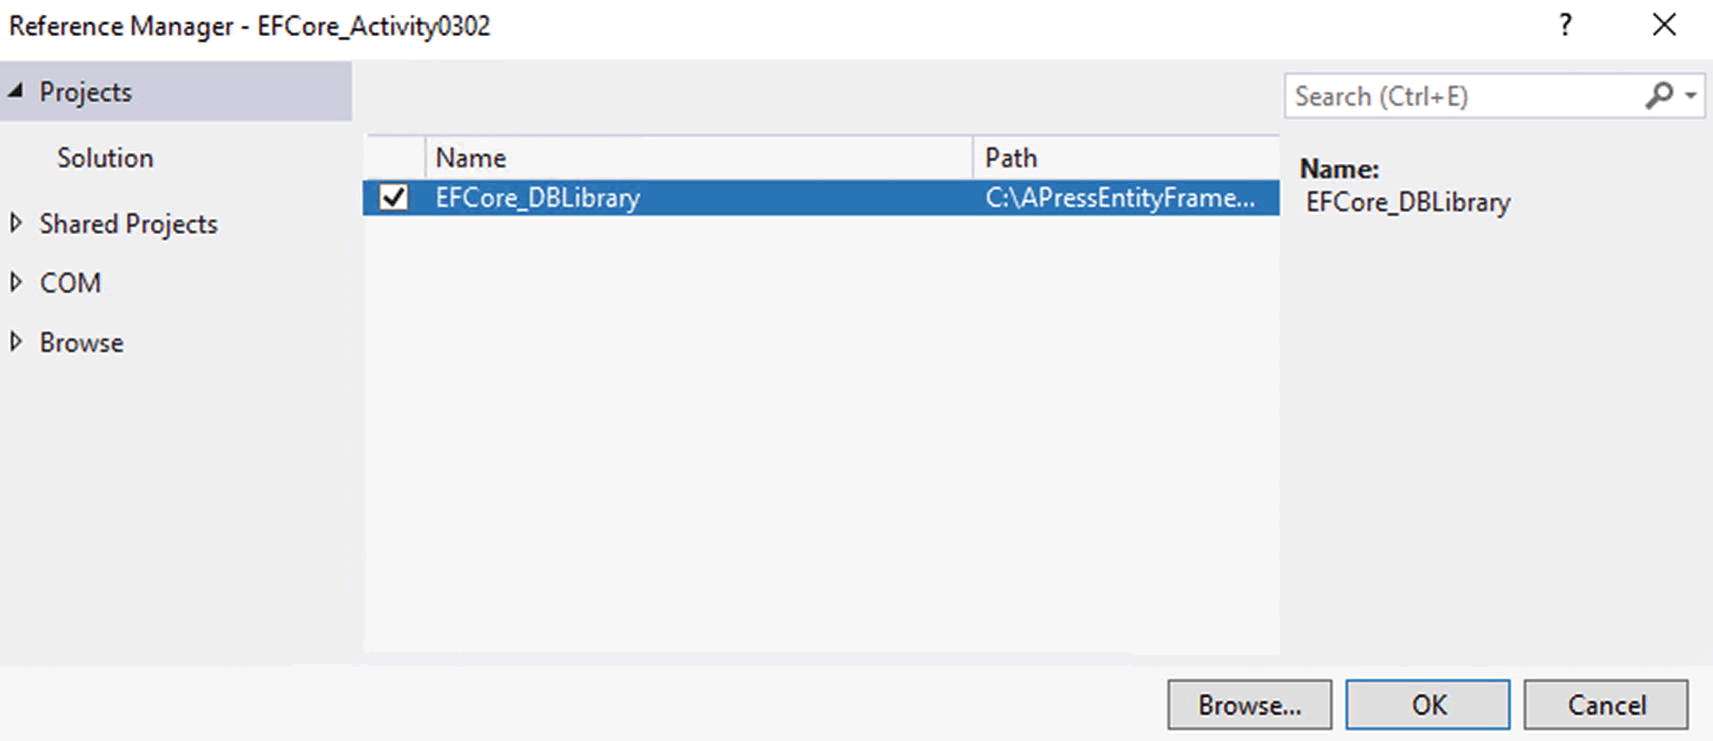 Reference Manager - EFCore_Activity0302
?
Projects
Search (Ctrl+E)
Solution
Shared Projects
COM
Browse
Name
Path
EFCore_DBLibrary
C:\APressEntityFrame...
Name:
EFCore_DBLibrary
Browse...
OK
Cancel